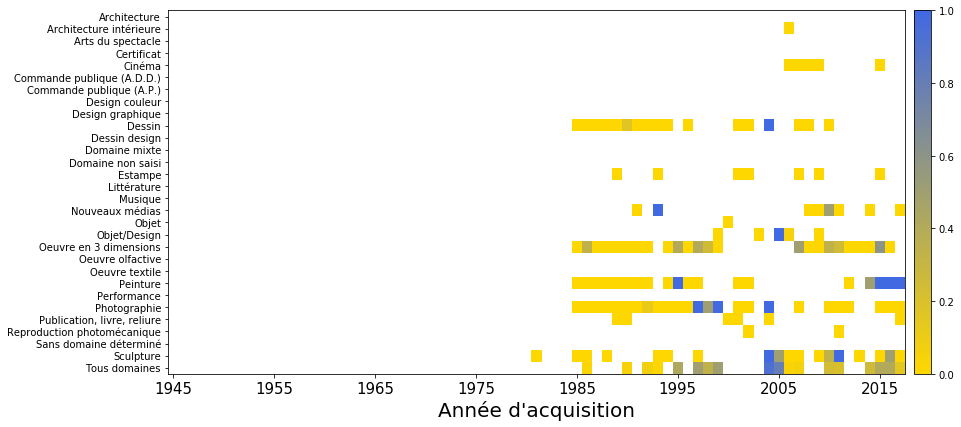 Architecture
Architecture intérieure
Arts du spectacle
Certificat
Cinéma
Commande publique (A.D.D.)
Commande publique (A.P.)
Design couleur
Design graphique
Dessin
Dessin design
Domaine mixte
Domaine non saisi
Estampe
Littérature
Musique
Nouveaux médias
Objet
Objet/Design
Oeuvre en 3 dimensions
Oeuvre olfactive
Oeuvre textile
Peinture
Performance
Photographie
Publication, livre, reliure
Reproduction photomécanique
Sans domaine déterminé
Sculpture
Tous domaines
1945 1955 1965 1975 1985 1995 2005 2015
Année d'acquisition
1.0
0.8
0.6
0.4
0.2
0.0